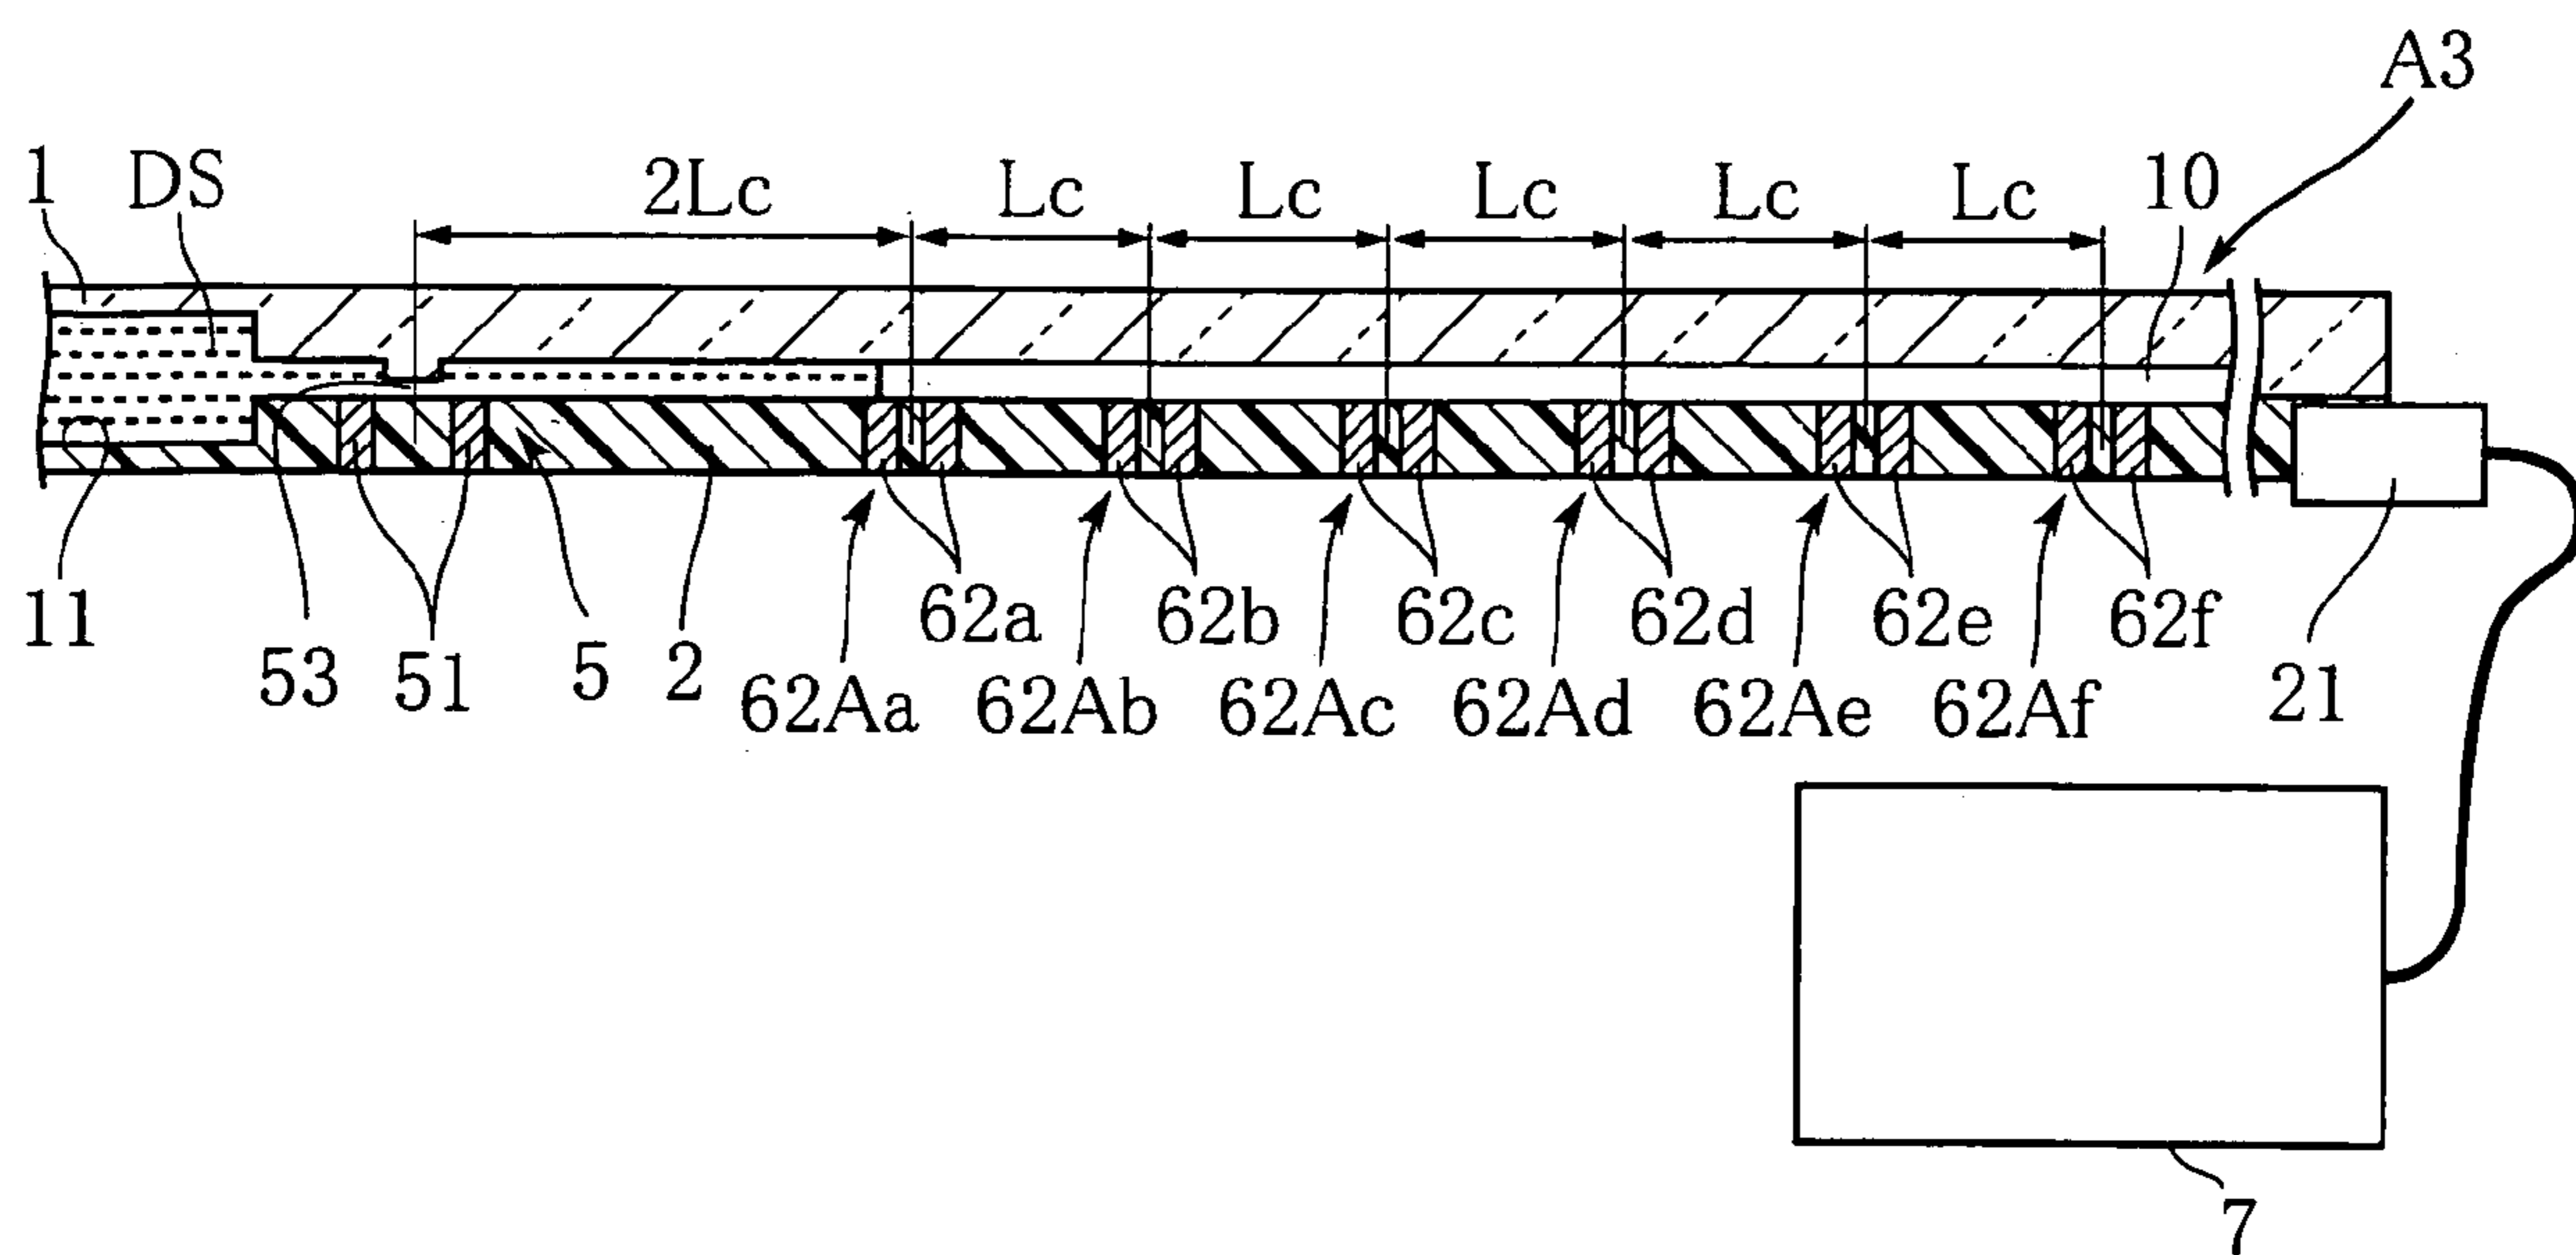 A3
1 DS 2Lc Lc Lc Lc Lc Lc 10
11 53 51 5 2 62a 62b 62c 62d 62e 62f 21
62Aa 62Ab 62Ac 62Ad 62Ae 62Af
7